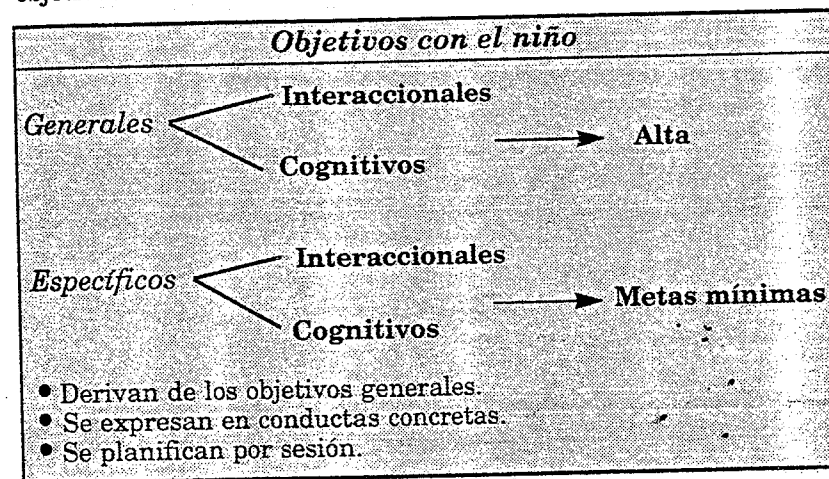 Objetivos con el niño
Interaccionales
Generales
Alta
Cognitivos
Interaccionales
Específicos
Metas mínimas
Cognitivos
• Derivan de los objetivos generales.
• Se expresan en conductas concretas.
• Se planifican por sesión.